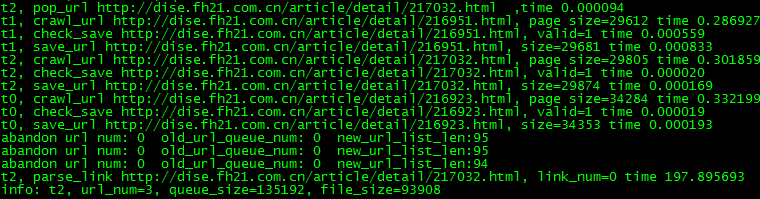 t2, pop_url http://dise.fh21.com.cn/article/detail/217032.html  ,time 0.000094
t1, crawl_url http://dise.fh21.com.cn/article/detail/216951.html, page size=29612 time 0.286927
t1, check_save http://dise.fh21.com.cn/article/detail/216951.html, valid=1 time 0.000559
t1, save_url http://dise.fh21.com.cn/article/detail/216951.html, size=29681 time 0.000833
t2, crawl_url http://dise.fh21.com.cn/article/detail/217032.html, page size=29805 time 0.301859
t2, check_save http://dise.fh21.com.cn/article/detail/217032.html, valid=1 time 0.000020
t2, save_url http://dise.fh21.com.cn/article/detail/217032.html, size=29874 time 0.000169
t0, crawl_url http://dise.fh21.com.cn/article/detail/216923.html, page size=34284 time 0.332199
t0, check_save http://dise.fh21.com.cn/article/detail/216923.html, valid=1 time 0.000019
t0, save_url http://dise.fh21.com.cn/article/detail/216923.html, size=34353 time 0.000193
abandon url num: 0  old_url_queue_num: 0  new_url_list_len:95
abandon url num: 0  old_url_queue_num: 0  new_url_list_len:95
abandon url num: 0  old_url_queue_num: 0  new_url_list_len:94
t2, parse_link http://dise.fh21.com.cn/article/detail/217032.html, link_num=0 time 197.895693
info: t2, url_num=3, queue_size=135192, file_size=93908